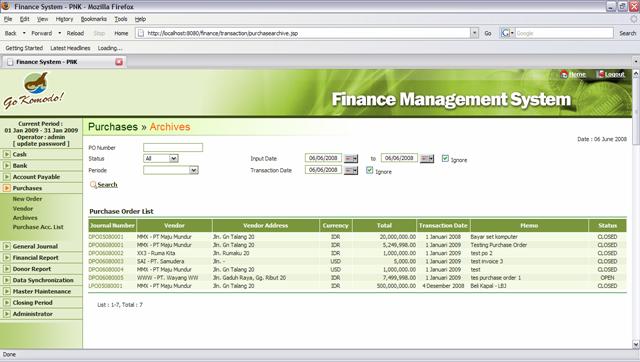 Finance System - PNK - Mozilla Firefox
File Edit View History Bookmarks Tools Help
Back Forward Reload Stop Home http://localhost:8080/finance/transaction/purchasearchive.jsp Go Google Search
Getting Started Latest Headlines Loading...
Finance System - PNK
Go Komodo!
Home Logout
Finance Management System
Current Period :
01 Jan 2009 - 31 Jan 2009
Operator : admin
[ update password ]
Cash
Bank
Account Payable
Purchases
New Order
Vendor
Archives
Purchase Acc. List
General Journal
Financial Report
Donor Report
Data Synchronization
Master Maintenance
Closing Period
Administrator
Purchases » Archives
Date : 06 June 2008
PO Number
Status All Input Date 06/06/2008 to 06/06/2008 Ignore
Periode Transaction Date 06/06/2008 Ignore
Search
Purchase Order List
Journal Number Vendor Vendor Address Currency Total Transaction Date Memo Status
DPO05080001 MMX - PT Maju Mundur Jln. Gn Talang 20 IDR 20,000,000.00 1 Januari 2008 Bayar set komputer CLOSED
DPO06080001 MMX - PT Maju Mundur Jln. Gn Talang 20 IDR 5,249,998.00 1 Januari 2009 Testing Purchase Order CLOSED
DPO06080002 XX3 - Ruma Kita Jln. Rumaku 20 IDR 1,000,000.00 1 Januari 2009 test po 2 CLOSED
DPO06080003 SAI - PT. Samudera Jln. - USD 5,000.00 1 Januari 2009 test invoice 3 CLOSED
DPO06080004 MMX - PT Maju Mundur Jln. Gn Talang 20 USD 1,000,000.00 1 Januari 2009 test CLOSED
DPO06080005 WWW - PT. Wayang WW Jln. Gaduh Raya, Gg. Ribut 20 IDR 7,499,998.00 1 Januari 2009 tes purchase order 1 OPEN
LPO05080001 MMX - PT Maju Mundur Jln. Gn Talang 20 IDR 500,000,000.00 4 Desember 2008 Beli Kapal - LBJ CLOSED
List : 1-7, Total : 7
Done